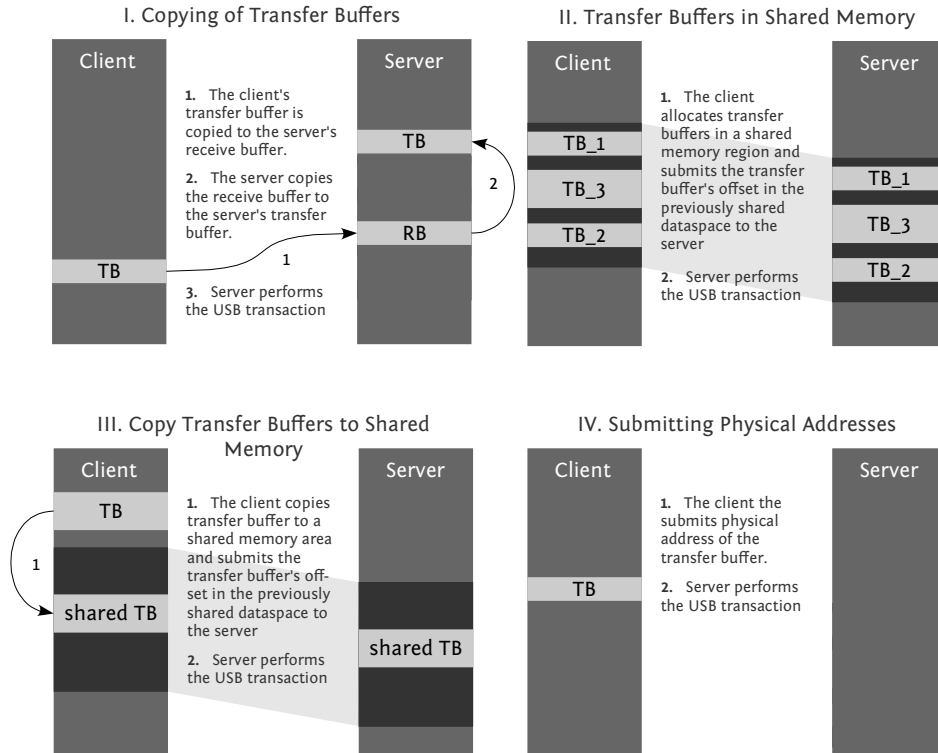 I. Copying of Transfer Buffers
Client
Server
1. The client's
transfer buffer is
copied to the server's
receive buffer.
2. The server copies
the receive buffer to
the server's transfer
buffer.
3. Server performs
the USB transaction
TB
RB
TB
1
2
II. Transfer Buffers in Shared Memory
Client
Server
1. The client
allocates transfer
buffers in a shared
memory region and
submits the transfer
buffer's offset in the
previously shared
dataspace to the
server
2. Server performs
the USB transaction
TB_1
TB_3
TB_2
TB_1
TB_3
TB_2
III. Copy Transfer Buffers to Shared
Memory
Client
Server
TB
1
shared TB
1. The client copies
transfer buffer to a
shared memory area
and submits the
transfer buffer's off-
set in the previously
shared dataspace to
the server
2. Server performs
the USB transaction
shared TB
IV. Submitting Physical Addresses
Client
Server
1. The client the
submits physical
address of the
transfer buffer.
2. Server performs
the USB transaction
TB